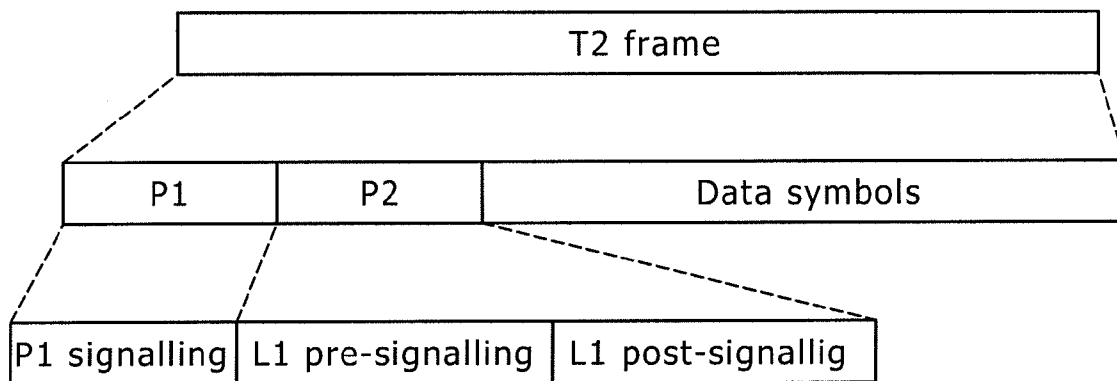 T2 frame
P1 P2 Data symbols
P1 signalling L1 pre-signalling L1 post-signallig